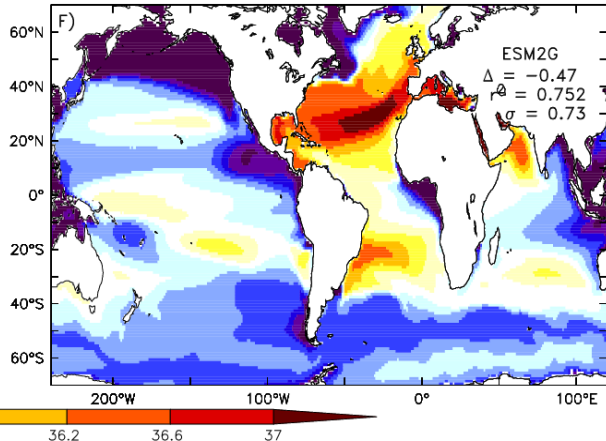 F)
ESM2G
Δ = −0.47
r² = 0.752
σ = 0.73
60°N
40°N
20°N
0°
20°S
40°S
60°S
200°W 100°W 0° 100°E
36.2 36.6 37